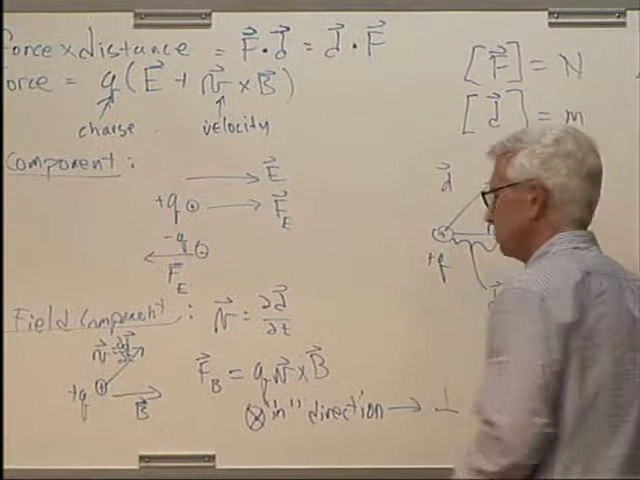 force x distance = F⃗ · d⃗ = d⃗ · F⃗
force = q(E⃗ + v⃗ x B⃗)
charge velocity
[F⃗] = N
[d⃗] = m
Component :
E⃗
+q ⊕ F⃗E
-q ⊖
F⃗E
d⃗
+q
Field Component : v⃗ = ∂d⃗/∂t
v⃗
+q B⃗
F⃗B = q v⃗ x B⃗
⊗ "in" direction → ⊥